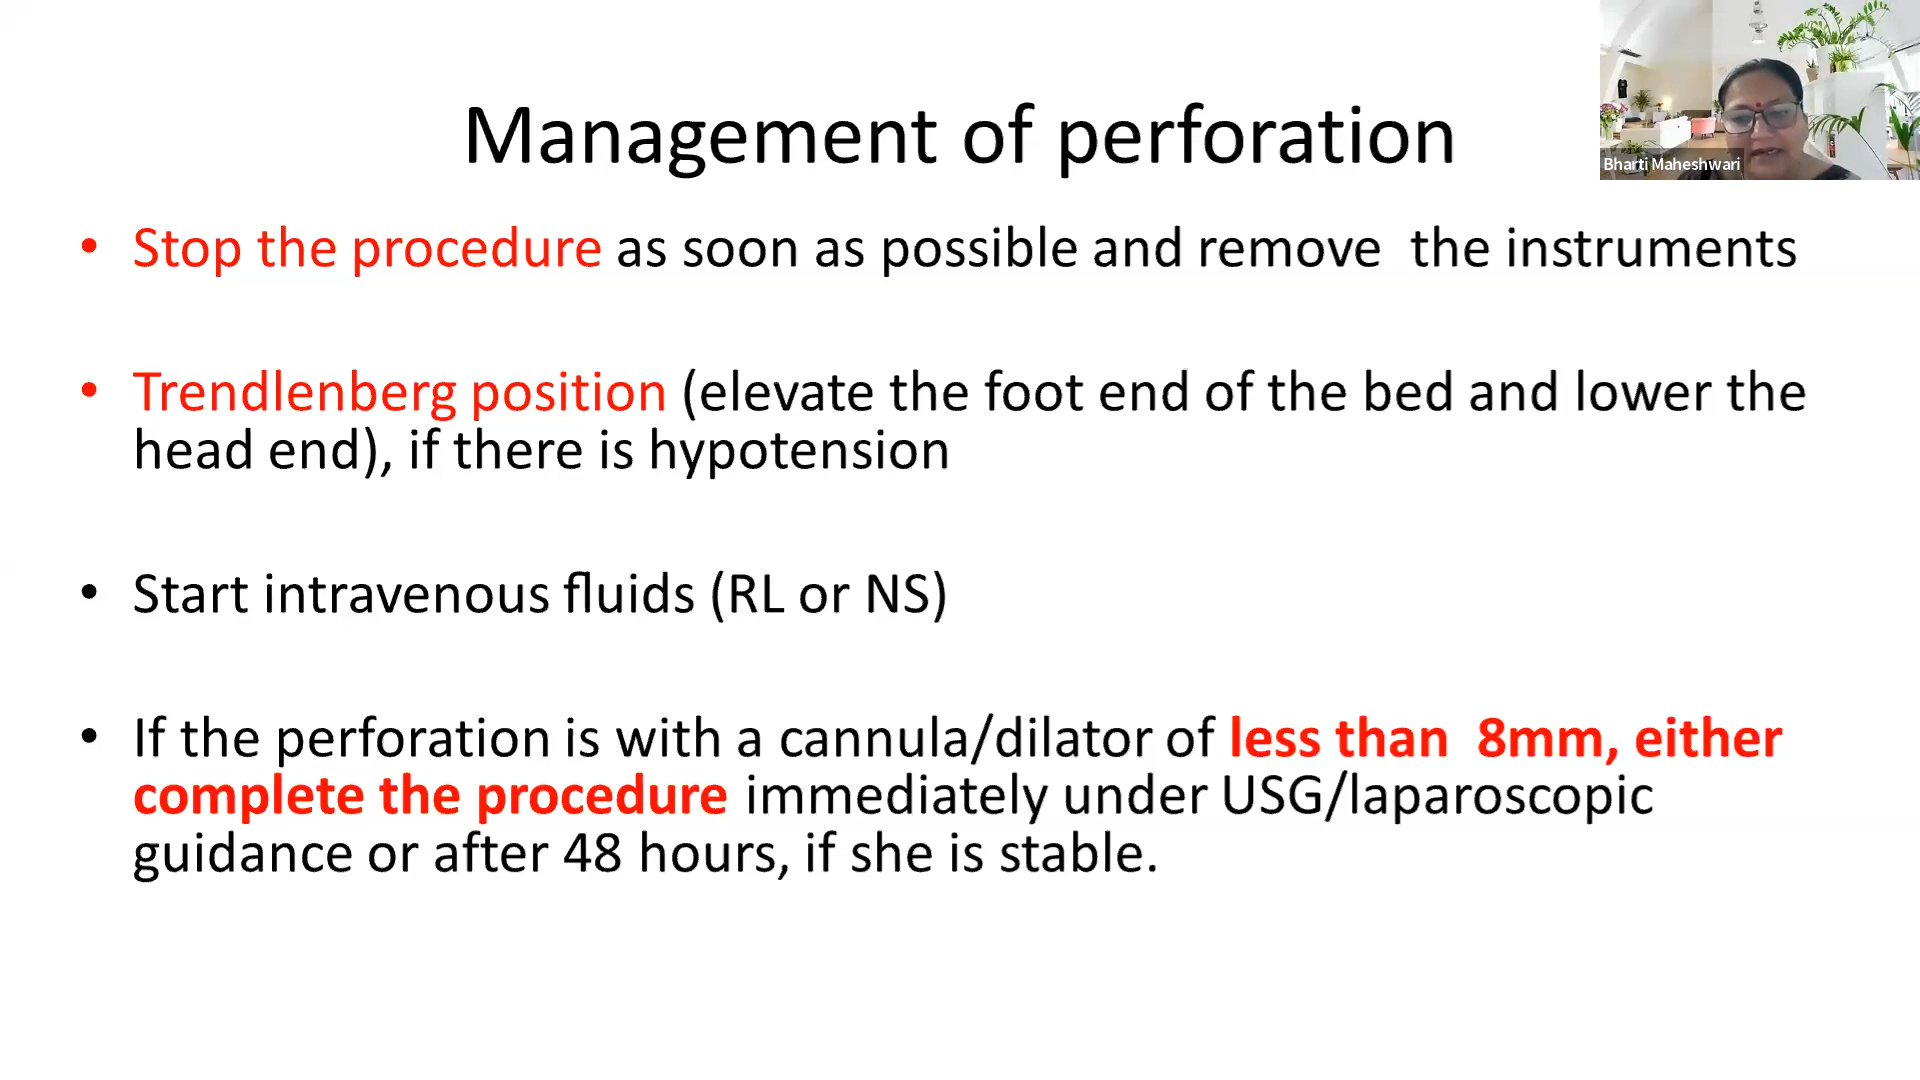 Management of perforation
Bharti Maheshwari
• Stop the procedure as soon as possible and remove  the instruments
• Trendlenberg position (elevate the foot end of the bed and lower the
head end), if there is hypotension
• Start intravenous fluids (RL or NS)
• If the perforation is with a cannula/dilator of less than  8mm, either
complete the procedure immediately under USG/laparoscopic
guidance or after 48 hours, if she is stable.